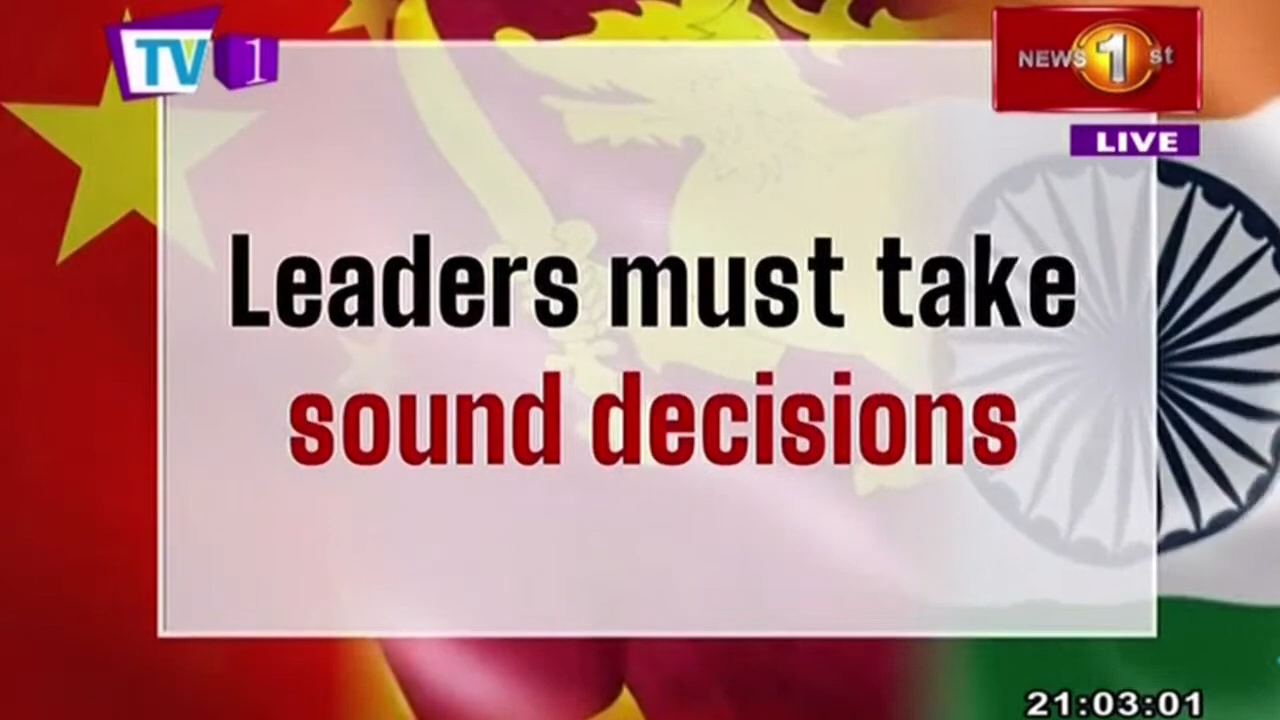 TV 1
NEWS 1st
LIVE
Leaders must take
sound decisions
21:03:01